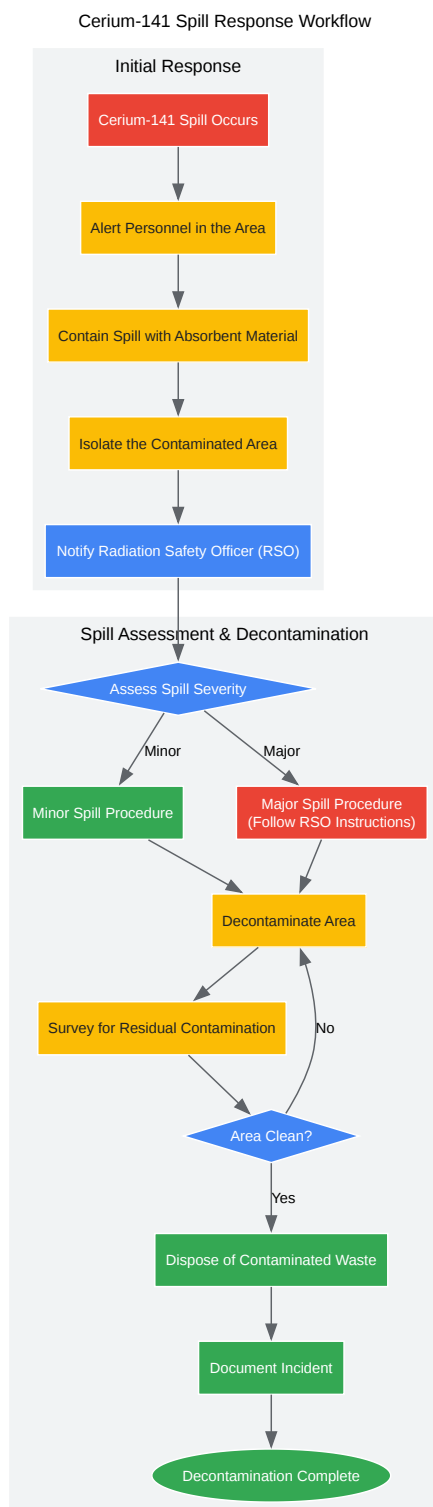 Cerium-141 Spill Response Workflow
Initial Response
Cerium-141 Spill Occurs
Alert Personnel in the Area
Contain Spill with Absorbent Material
Isolate the Contaminated Area
Notify Radiation Safety Officer (RSO)
Spill Assessment & Decontamination
Assess Spill Severity
Minor
Major
Minor Spill Procedure
Major Spill Procedure
(Follow RSO Instructions)
Decontaminate Area
Survey for Residual Contamination
No
Area Clean?
Yes
Dispose of Contaminated Waste
Document Incident
Decontamination Complete